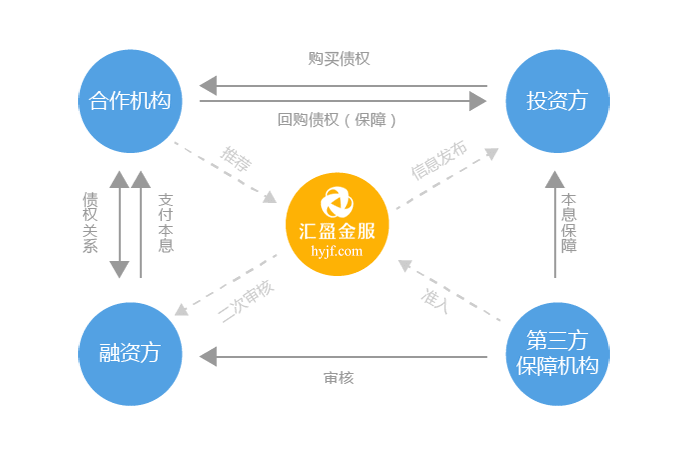 购买债权
合作机构
投资方
回购债权（保障）
推荐
信息发布
债权关系
支付本息
汇盈金服
hyjf.com
本息保障
二次审核
准入
融资方
第三方
保障机构
审核